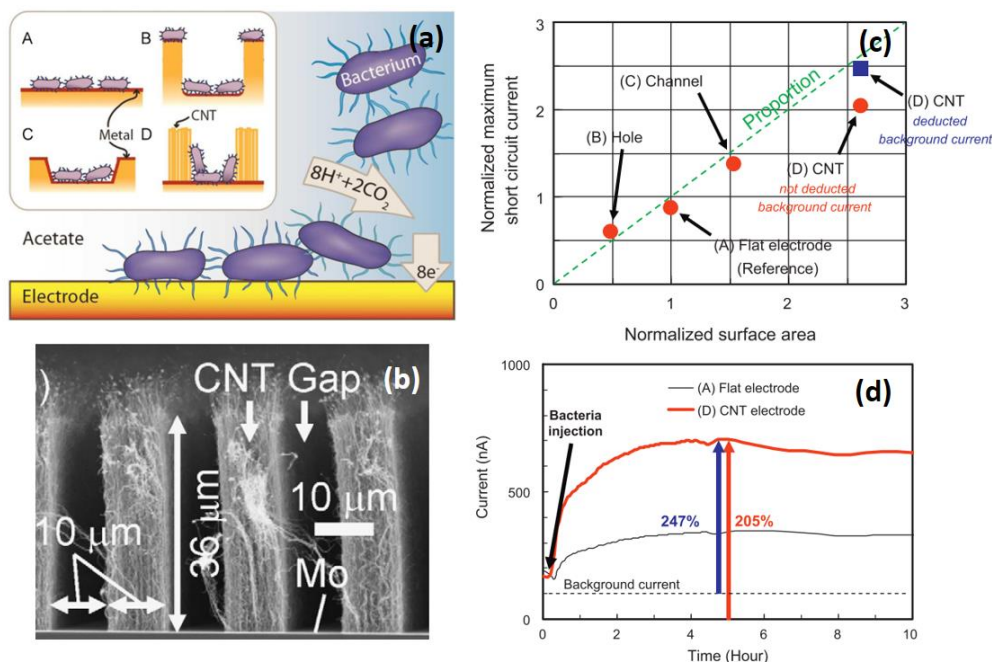 (a)
A
B
CNT
Metal
C
D
Bacterium
8H++2CO2
Acetate
8e-
Electrode
(b)
)
CNT Gap
36 μm
10 μm
10 μm
Mo
(c)
Normalized maximum
short circuit current
3
2
1
0
0
1
2
3
Normalized surface area
Proportion
(C) Channel
(B) Hole
(D) CNT
deducted
background current
(D) CNT
not deducted
background current
(A) Flat electrode
(Reference)
(d)
Current (nA)
1000
500
0
0
2
4
6
8
10
Time (Hour)
(A) Flat electrode
(D) CNT electrode
Bacteria
injection
247%
205%
Background current